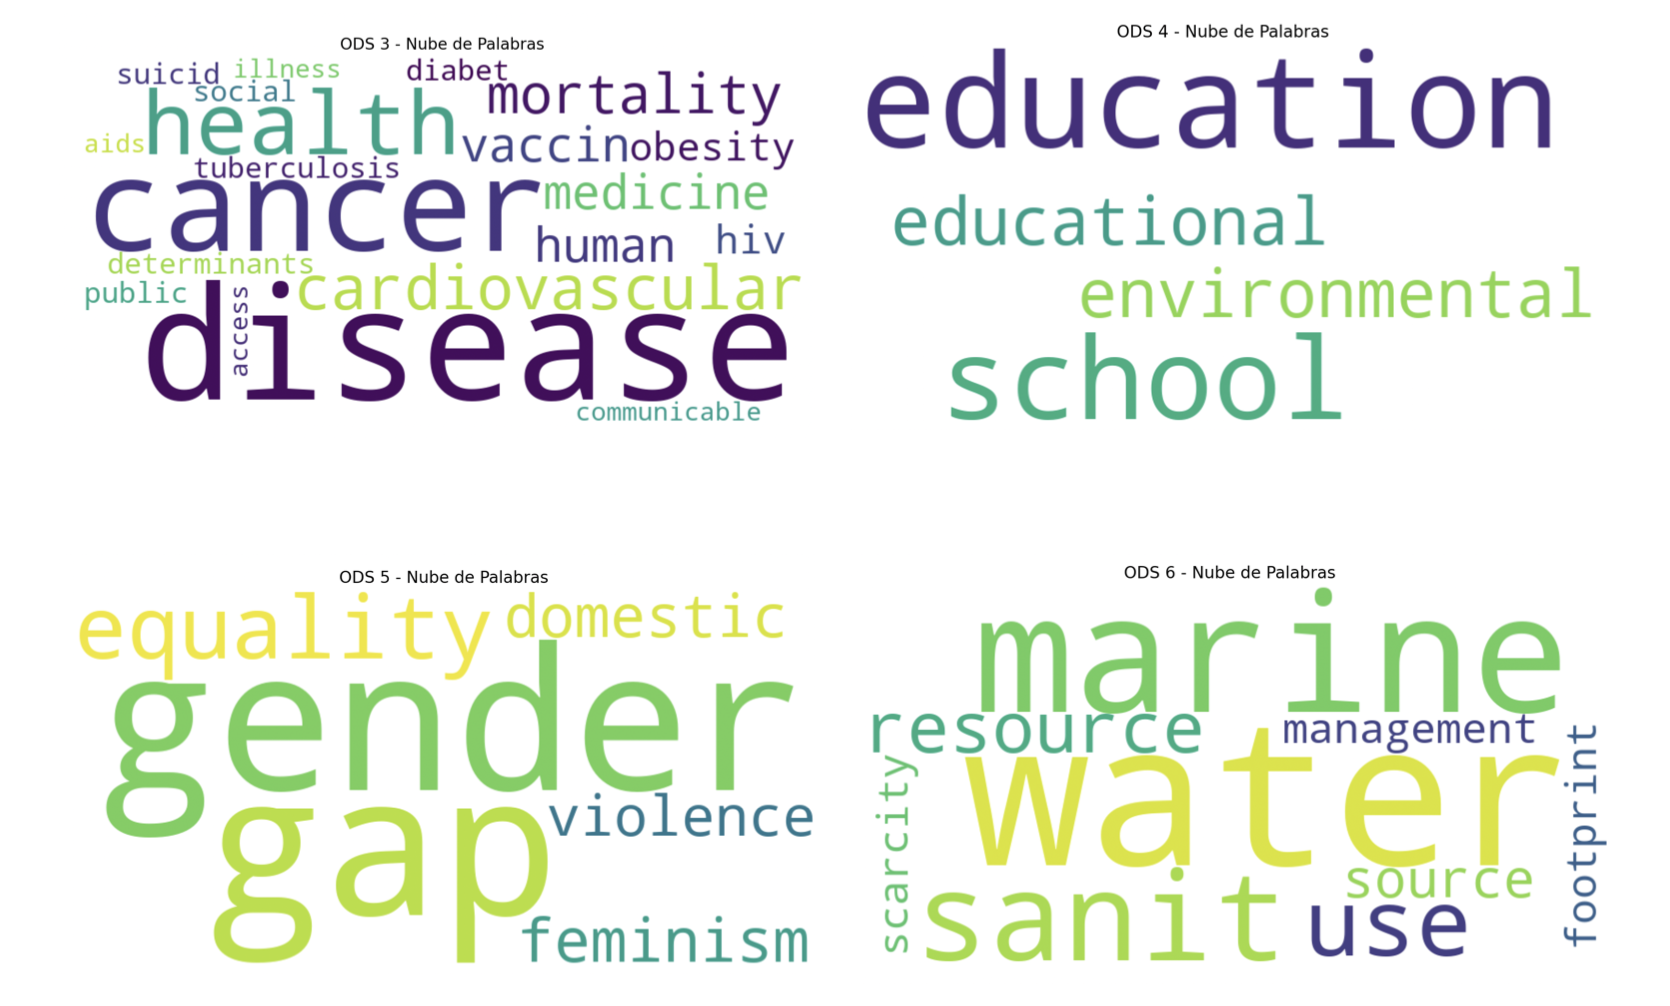 ODS 3 - Nube de Palabras
suicid illness diabet
social mortality
health
aids vaccin obesity
tuberculosis
cancer medicine
human hiv
determinants
public access cardiovascular
disease
communicable
ODS 4 - Nube de Palabras
education
educational
environmental
school
ODS 5 - Nube de Palabras
equality domestic
gender
gap violence
feminism
ODS 6 - Nube de Palabras
marine
resource management
scarcity water footprint
source
sanit use